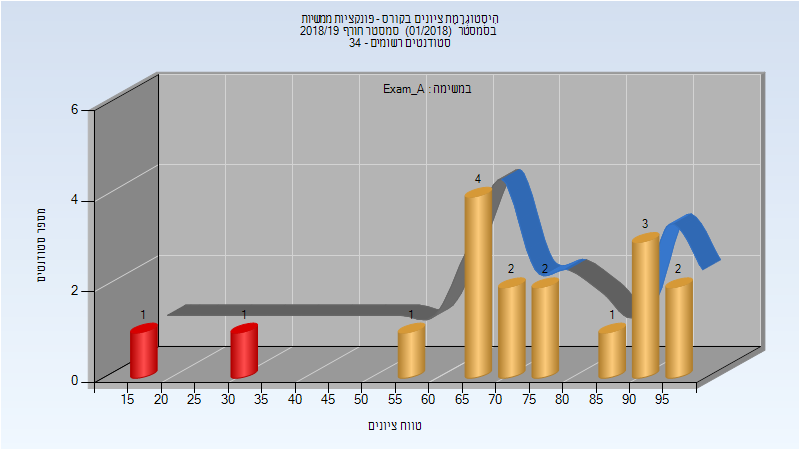 היסטוגרמת ציונים בקורס - פונקציות ממשיות
בסמסטר (01/2018) סמסטר חורף 2018/19
סטודנטים רשומים - 34
במשימה : Exam_A
מספר סטודנטים
6
4
2
0
1
1
1
4
2
2
1
3
2
15 20 25 30 35 40 45 50 55 60 65 70 75 80 85 90 95
טווח ציונים